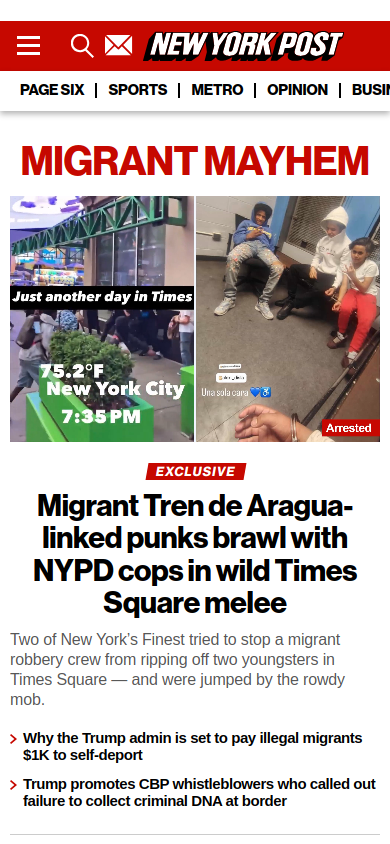 NEW YORK POST
PAGE SIX
SPORTS
METRO
OPINION
BUSIN
MIGRANT MAYHEM
Just another day in Times
75.2°F
New York City
7:35 PM
Una sola cara 💙♿
Arrested
EXCLUSIVE
Migrant Tren de Aragua-
linked punks brawl with
NYPD cops in wild Times
Square melee
Two of New York's Finest tried to stop a migrant
robbery crew from ripping off two youngsters in
Times Square — and were jumped by the rowdy
mob.
Why the Trump admin is set to pay illegal migrants
$1K to self-deport
Trump promotes CBP whistleblowers who called out
failure to collect criminal DNA at border